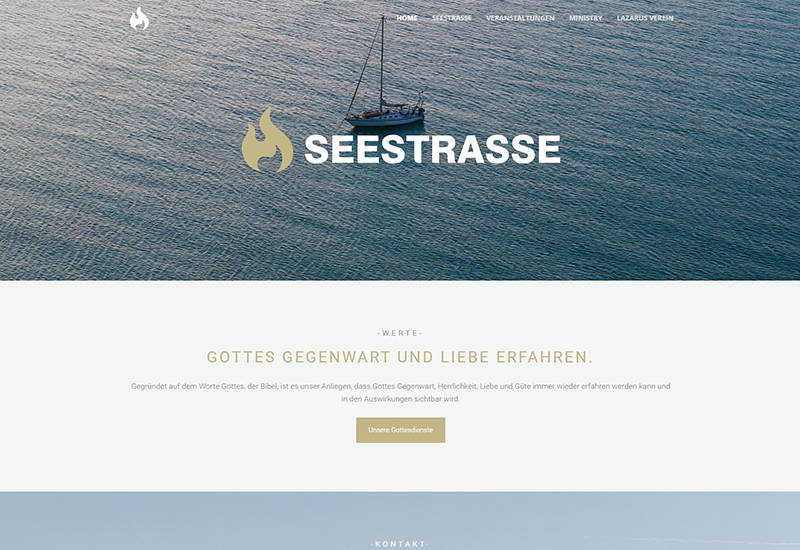 HOME SEESTRASSE VERANSTALTUNGEN MINISTRY LAZARUS VEREIN
SEESTRASSE
-WERTE-
GOTTES GEGENWART UND LIEBE ERFAHREN.
Gegründet auf dem Worte Gottes, der Bibel, ist es unser Anliegen, dass Gottes Gegenwart, Herrlichkeit, Liebe und Güte immer wieder erfahren werden kann und
in den Auswirkungen sichtbar wird.
Unsere Gottesdienste
-KONTAKT-